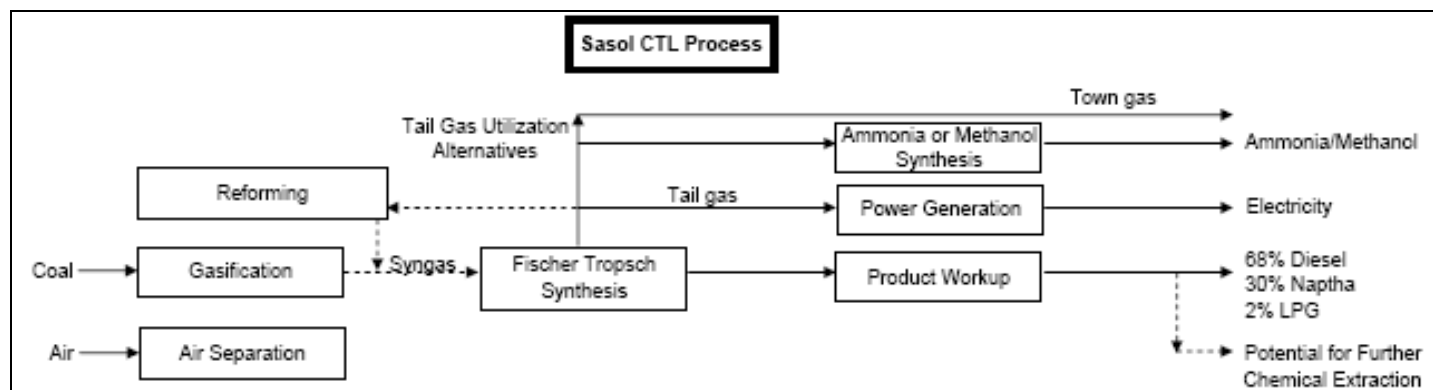 Sasol CTL Process
Town gas
Tail Gas Utilization
Alternatives
Ammonia or Methanol
Synthesis
Ammonia/Methanol
Reforming
Tail gas
Power Generation
Electricity
Coal
Gasification
Syngas
Fischer Tropsch
Synthesis
Product Workup
68% Diesel
30% Naptha
2% LPG
Air
Air Separation
Potential for Further
Chemical Extraction